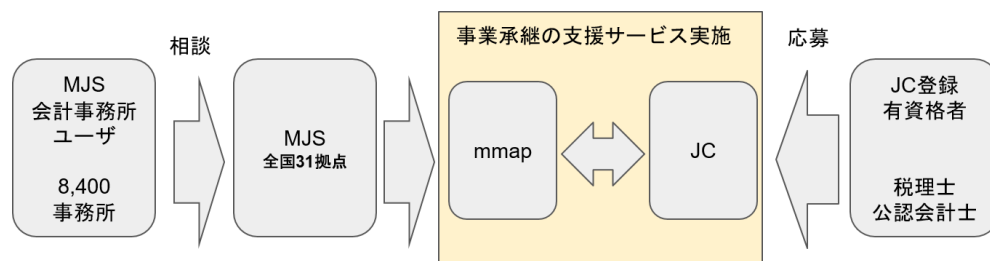 相談
MJS
会計事務所
ユーザ
8,400
事務所
MJS
全国31拠点
事業承継の支援サービス実施
mmap
JC
応募
JC登録
有資格者
税理士
公認会計士